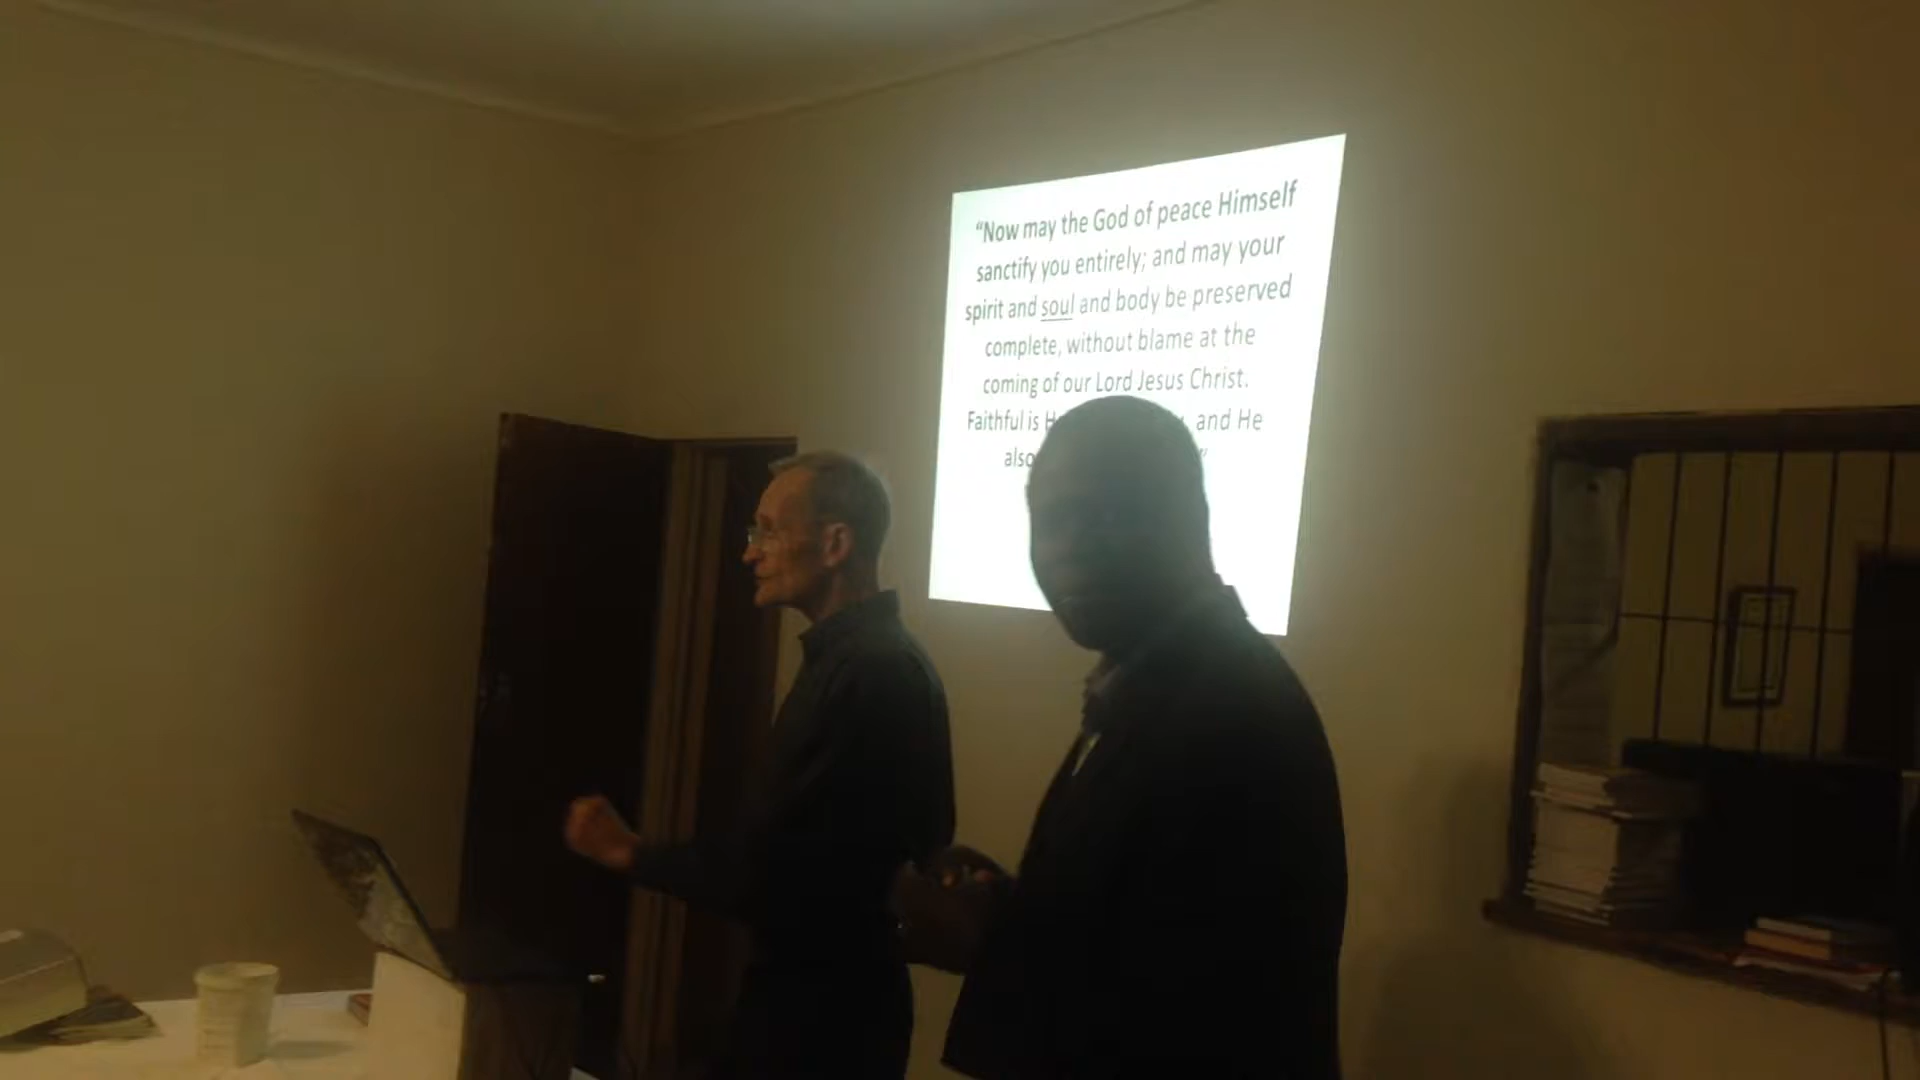 “Now may the God of peace Himself
sanctify you entirely; and may your
spirit and soul and body be preserved
complete, without blame at the
coming of our Lord Jesus Christ.
Faithful is and He
also ”